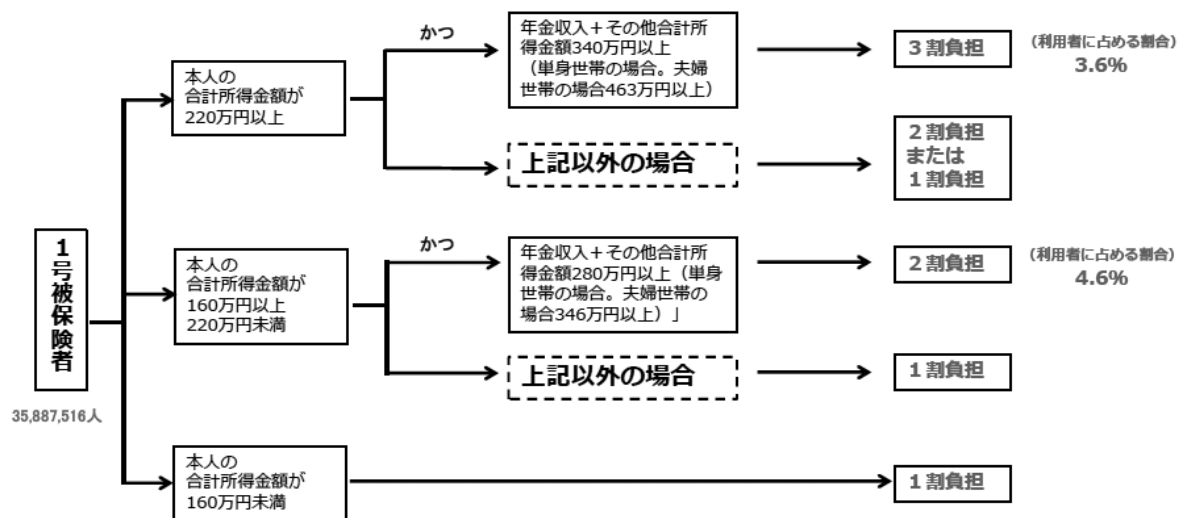 かつ
年金収入+その他合計所
得金額340万円以上
(単身世帯の場合。夫婦
世帯の場合463万円以上)
3割負担
(利用者に占める割合)
3.6%
本人の
合計所得金額が
220万円以上
上記以外の場合
2割負担
または
1割負担
1号被保険者
35,887,516人
本人の
合計所得金額が
160万円以上
220万円未満
かつ
年金収入+その他合計所
得金額280万円以上(単身
世帯の場合。夫婦世帯の
場合346万円以上)」
2割負担
(利用者に占める割合)
4.6%
上記以外の場合
1割負担
本人の
合計所得金額が
160万円未満
1割負担